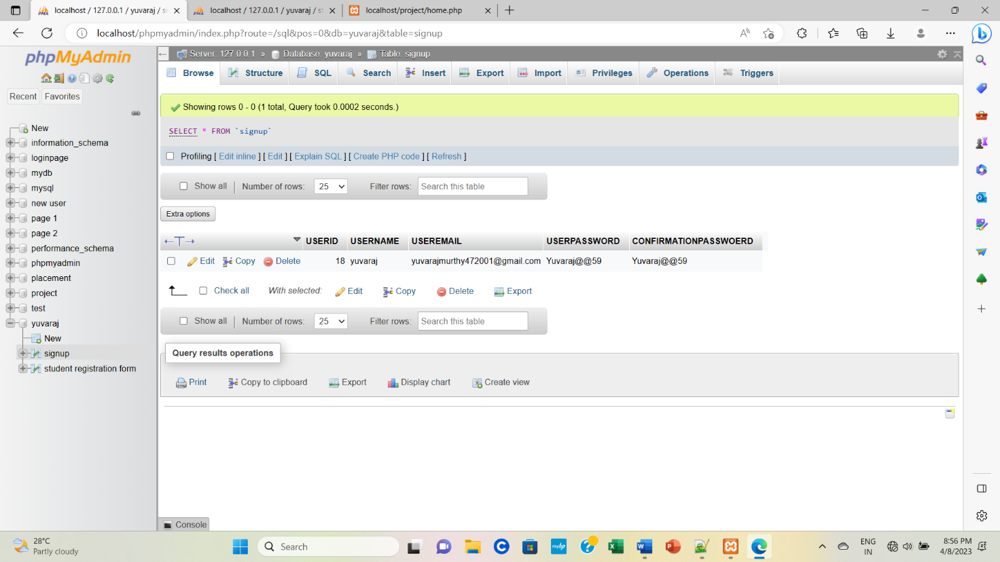 localhost / 127.0.0.1 / yuvaraj / si
localhost / 127.0.0.1 / yuvaraj / st
localhost/project/home.php
localhost/phpmyadmin/index.php?route=/sql&pos=0&db=yuvaraj&table=signup
phpMyAdmin
Recent
Favorites
New
information_schema
loginpage
mydb
mysql
new user
page 1
page 2
performance_schema
phpmyadmin
placement
project
test
yuvaraj
New
signup
student registration form
Server: 127.0.0.1 » Database: yuvaraj » Table: signup
Browse Structure SQL Search Insert Export Import Privileges Operations Triggers
Showing rows 0 - 0 (1 total, Query took 0.0002 seconds.)
SELECT * FROM `signup`
Profiling [ Edit inline ] [ Edit ] [ Explain SQL ] [ Create PHP code ] [ Refresh ]
Show all Number of rows: 25 Filter rows: Search this table
Extra options
USERID USERNAME USEREMAIL USERPASSWORD CONFIRMATIONPASSWOERD
Edit Copy Delete 18 yuvaraj yuvarajmurthy472001@gmail.com Yuvaraj@@59 Yuvaraj@@59
Check all With selected: Edit Copy Delete Export
Show all Number of rows: 25 Filter rows: Search this table
Query results operations
Print Copy to clipboard Export Display chart Create view
Console
28°C
Partly cloudy
Search
myhp
ENG
IN
8:56 PM
4/8/2023